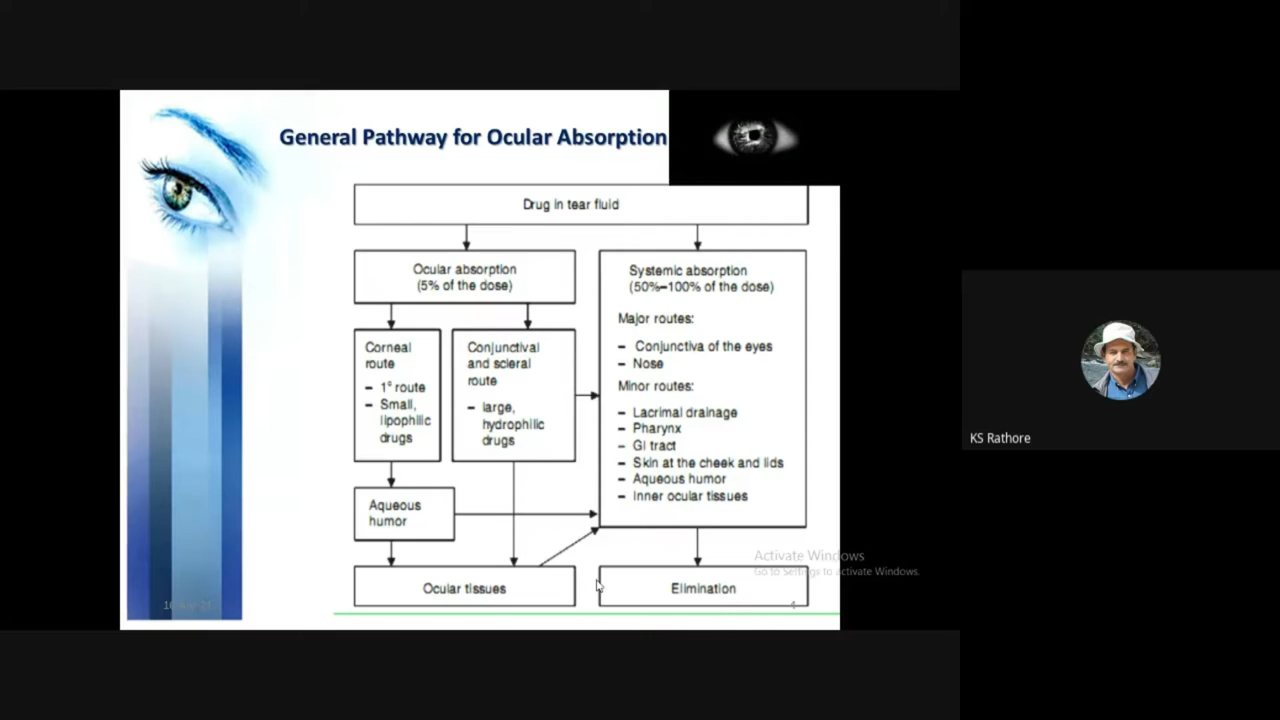 General Pathway for Ocular Absorption
Drug in tear fluid
Ocular absorption
(5% of the dose)
Corneal
route
– 1° route
– Small,
lipophilic
drugs
Conjunctival
and scleral
route
– large,
hydrophilic
drugs
Aqueous
humor
Ocular tissues
Systemic absorption
(50%–100% of the dose)
Major routes:
– Conjunctiva of the eyes
– Nose
Minor routes:
– Lacrimal drainage
– Pharynx
– GI tract
– Skin at the cheek and lids
– Aqueous humor
– Inner ocular tissues
Elimination
4
Activate Windows
Go to Settings to activate Windows.
KS Rathore